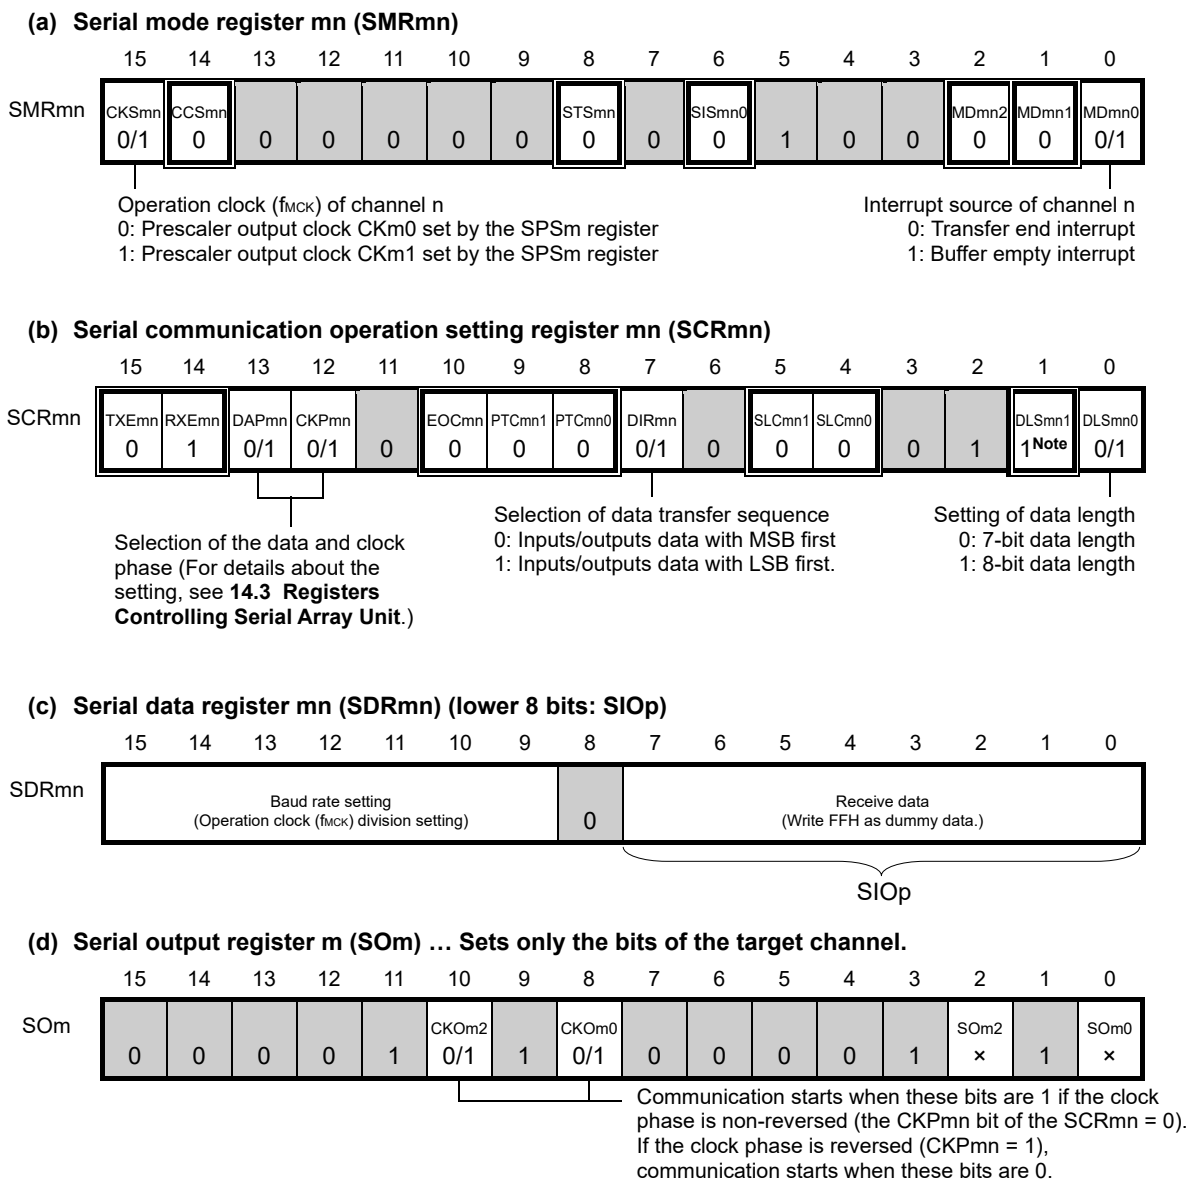 (a) Serial mode register mn (SMRmn)
15 14 13 12 11 10 9 8 7 6 5 4 3 2 1 0
SMRmn
CKSmn CCSmn STSmn SISmn0 MDmn2 MDmn1 MDmn0
0/1 0 0 0 0 0 0 0 0 0 1 0 0 0 0 0/1
Operation clock (fMCK) of channel n
0: Prescaler output clock CKm0 set by the SPSm register
1: Prescaler output clock CKm1 set by the SPSm register
Interrupt source of channel n
0: Transfer end interrupt
1: Buffer empty interrupt
(b) Serial communication operation setting register mn (SCRmn)
15 14 13 12 11 10 9 8 7 6 5 4 3 2 1 0
SCRmn
TXEmn RXEmn DAPmn CKPmn EOCmn PTCmn1 PTCmn0 DIRmn SLCmn1 SLCmn0 DLSmn1 DLSmn0
0 1 0/1 0/1 0 0 0 0 0/1 0 0 0 0 1 1Note 0/1
Selection of the data and clock
phase (For details about the
setting, see 14.3 Registers
Controlling Serial Array Unit.)
Selection of data transfer sequence
0: Inputs/outputs data with MSB first
1: Inputs/outputs data with LSB first.
Setting of data length
0: 7-bit data length
1: 8-bit data length
(c) Serial data register mn (SDRmn) (lower 8 bits: SIOp)
15 14 13 12 11 10 9 8 7 6 5 4 3 2 1 0
SDRmn
Baud rate setting
(Operation clock (fMCK) division setting)
0
Receive data
(Write FFH as dummy data.)
SIOp
(d) Serial output register m (SOm) … Sets only the bits of the target channel.
15 14 13 12 11 10 9 8 7 6 5 4 3 2 1 0
SOm
CKOm2 CKOm0 SOm2 SOm0
0 0 0 0 1 0/1 1 0/1 0 0 0 0 1 × 1 ×
Communication starts when these bits are 1 if the clock
phase is non-reversed (the CKPmn bit of the SCRmn = 0).
If the clock phase is reversed (CKPmn = 1),
communication starts when these bits are 0.